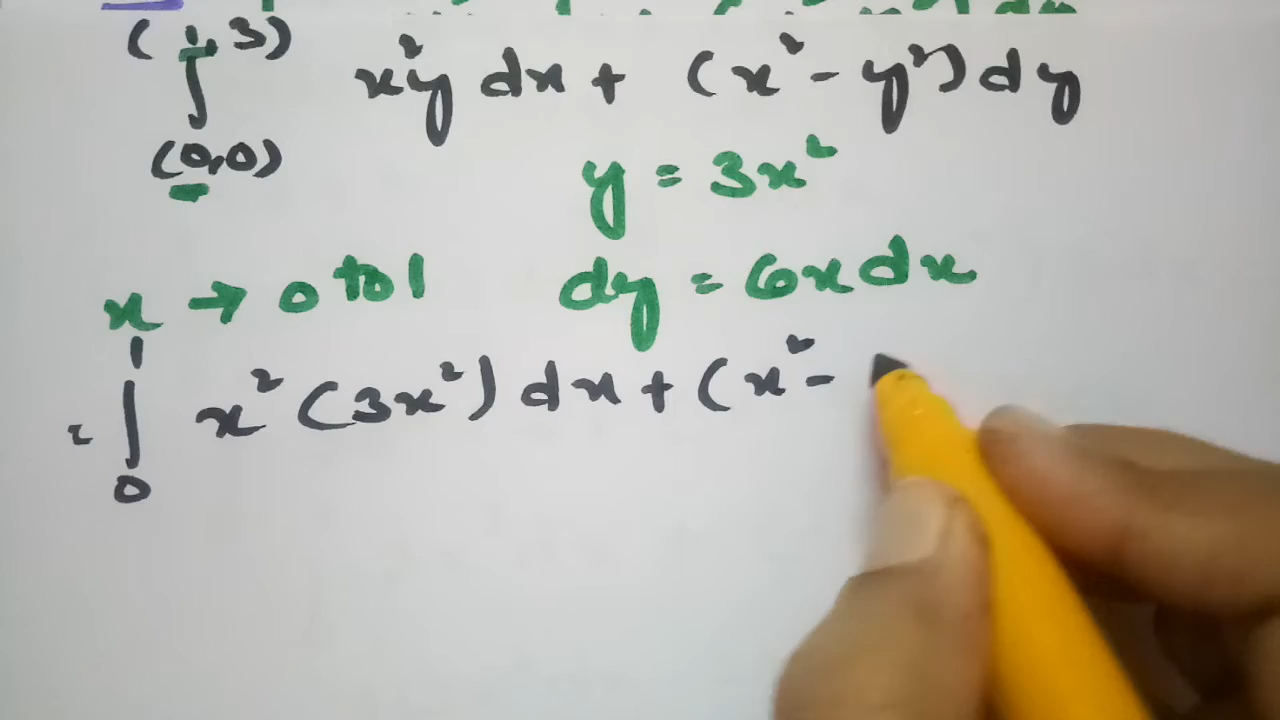 (1,3)
∫ x²y dx + (x² - y²) dy
(0,0)
y = 3x²
x → 0 to 1 dy = 6x dx
1
= ∫ x² (3x²) dx + (x² -
0